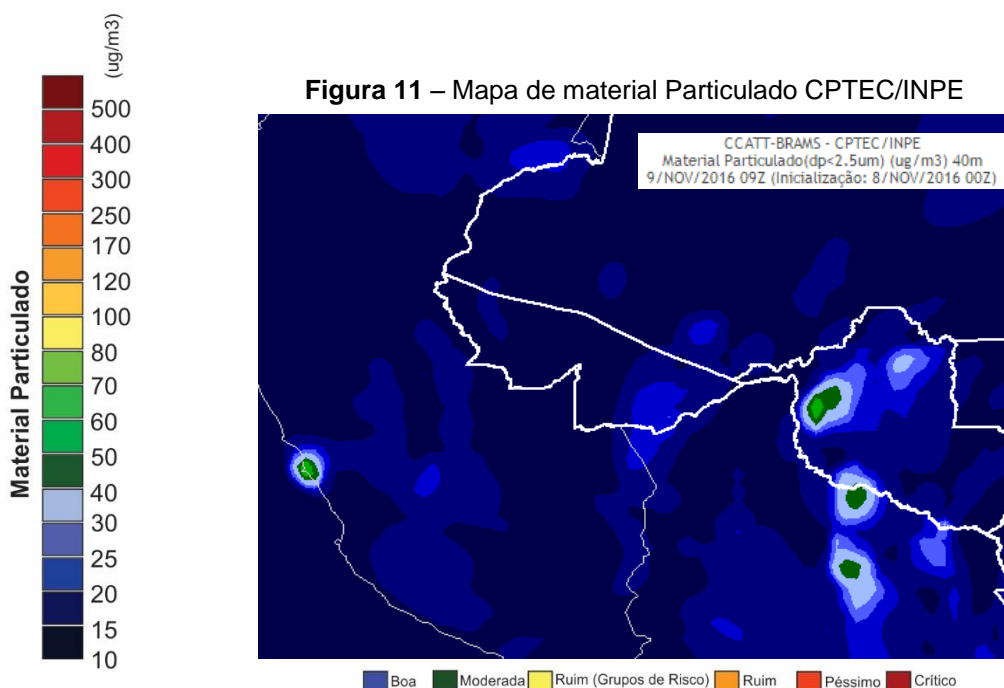 (ug/m3)
Material Particulado
500
400
300
250
170
120
100
80
70
60
50
40
30
25
20
15
10
Figura 11 – Mapa de material Particulado CPTEC/INPE
CCATT-BRAMS - CPTEC/INPE
Material Particulado(dp<2.5um) (ug/m3) 40m
9/NOV/2016 09Z (Inicialização: 8/NOV/2016 00Z)
Boa Moderada Ruim (Grupos de Risco) Ruim Péssimo Crítico